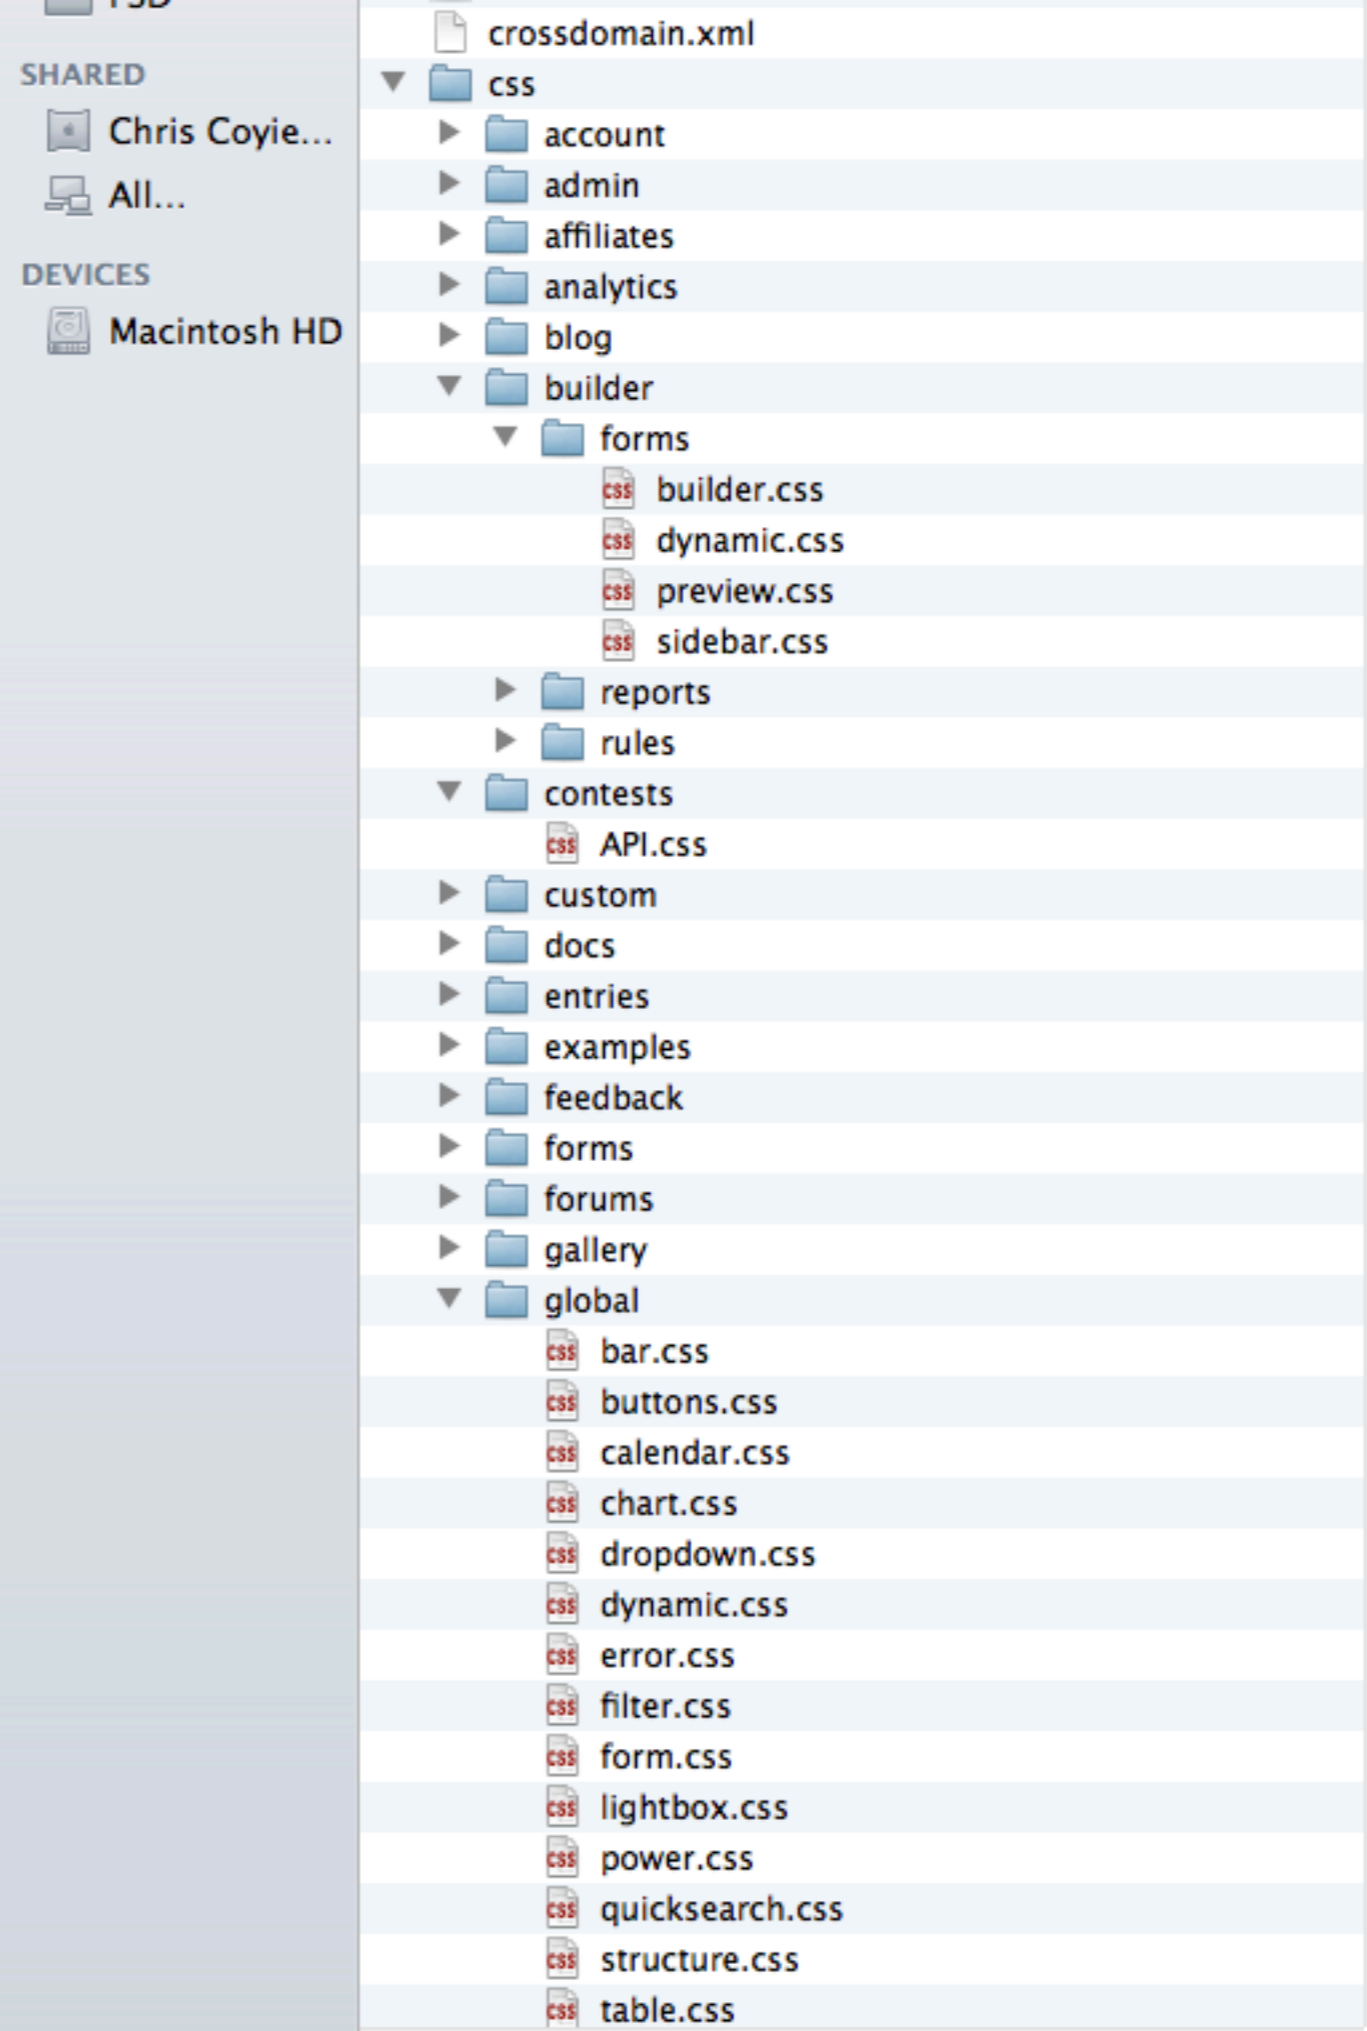 PSD
SHARED
Chris Coyie...
All...
DEVICES
Macintosh HD
crossdomain.xml
css
account
admin
affiliates
analytics
blog
builder
forms
builder.css
dynamic.css
preview.css
sidebar.css
reports
rules
contests
API.css
custom
docs
entries
examples
feedback
forms
forums
gallery
global
bar.css
buttons.css
calendar.css
chart.css
dropdown.css
dynamic.css
error.css
filter.css
form.css
lightbox.css
power.css
quicksearch.css
structure.css
table.css